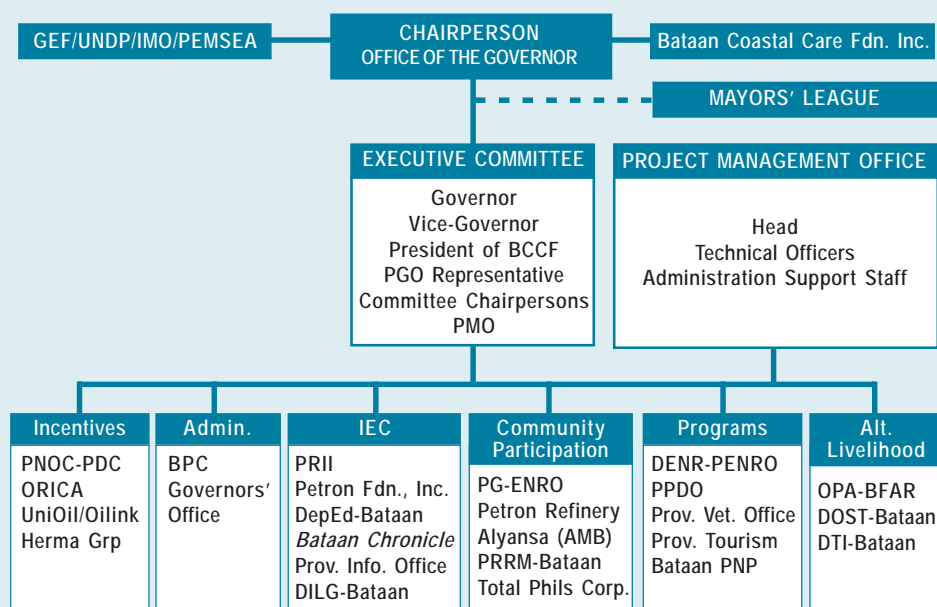 GEF/UNDP/IMO/PEMSEA
CHAIRPERSON
OFFICE OF THE GOVERNOR
Bataan Coastal Care Fdn. Inc.
MAYORS' LEAGUE
EXECUTIVE COMMITTEE
Governor
Vice-Governor
President of BCCF
PGO Representative
Committee Chairpersons
PMO
PROJECT MANAGEMENT OFFICE
Head
Technical Officers
Administration Support Staff
Incentives
PNOC-PDC
ORICA
UniOil/Oilink
Herma Grp
Admin.
BPC
Governors'
Office
IEC
PRII
Petron Fdn., Inc.
DepEd-Bataan
Bataan Chronicle
Prov. Info. Office
DILG-Bataan
Community
Participation
PG-ENRO
Petron Refinery
Alyansa (AMB)
PRRM-Bataan
Total Phils Corp.
Programs
DENR-PENRO
PPDO
Prov. Vet. Office
Prov. Tourism
Bataan PNP
Alt.
Livelihood
OPA-BFAR
DOST-Bataan
DTI-Bataan